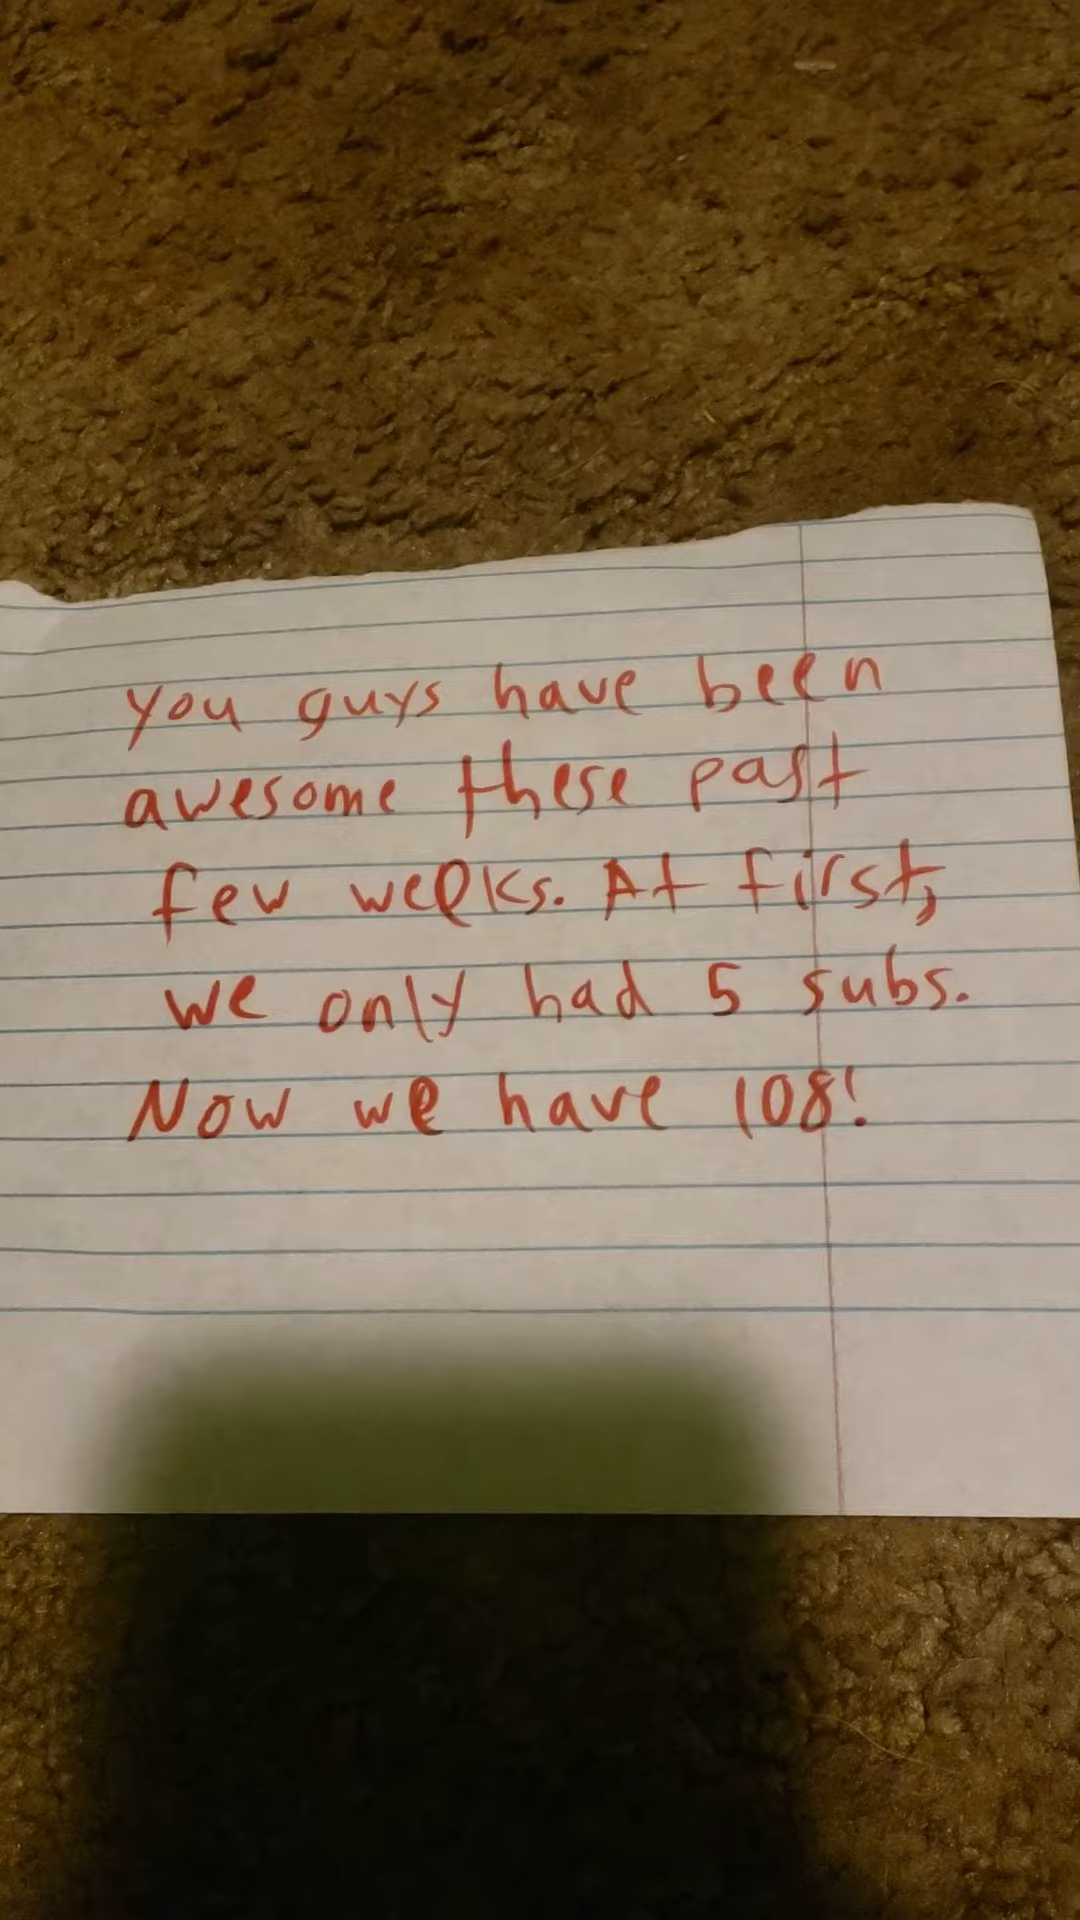 you guys have been
awesome these past
few weeks. At first,
we only had 5 subs.
Now we have 108!